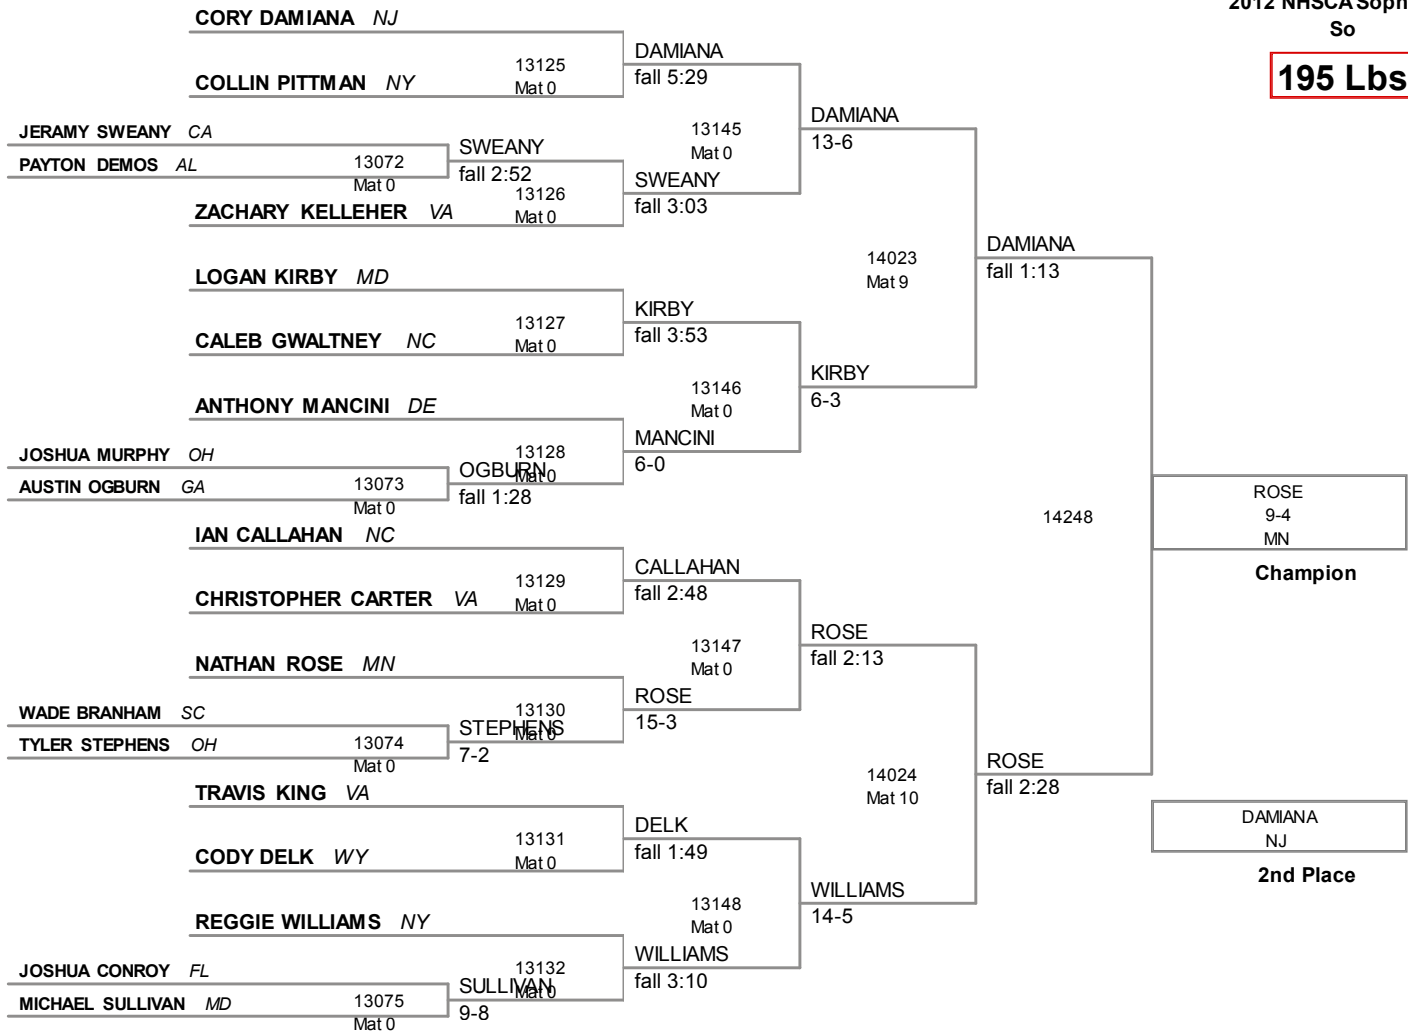 2012 NHSCA Soph
So
195 Lbs
CORY DAMIANA NJ
DAMIANA
13125
fall 5:29
COLLIN PITTMAN NY
Mat 0
DAMIANA
JERAMY SWEANY CA
13145
13-6
SWEANY
Mat 0
PAYTON DEMOS AL
13072
fall 2:52
Mat 0
SWEANY
13126
fall 3:03
ZACHARY KELLEHER VA
Mat 0
DAMIANA
14023
fall 1:13
LOGAN KIRBY MD
Mat 9
KIRBY
13127
fall 3:53
CALEB GWALTNEY NC
Mat 0
KIRBY
13146
6-3
ANTHONY MANCINI DE
Mat 0
MANCINI
JOSHUA MURPHY OH
13128
6-0
OGBURN
Mat 0
AUSTIN OGBURN GA
13073
fall 1:28
Mat 0
ROSE
14248
9-4
IAN CALLAHAN NC
MN
CALLAHAN
Champion
13129
fall 2:48
CHRISTOPHER CARTER VA
Mat 0
ROSE
13147
fall 2:13
NATHAN ROSE MN
Mat 0
ROSE
WADE BRANHAM SC
13130
15-3
STEPHENS
Mat 0
TYLER STEPHENS OH
13074
7-2
Mat 0
ROSE
14024
fall 2:28
TRAVIS KING VA
Mat 10
DELK
DAMIANA
13131
fall 1:49
NJ
CODY DELK WY
Mat 0
2nd Place
WILLIAMS
13148
14-5
REGGIE WILLIAMS NY
Mat 0
WILLIAMS
JOSHUA CONROY FL
13132
fall 3:10
SULLIVAN
Mat 0
MICHAEL SULLIVAN MD
13075
9-8
Mat 0